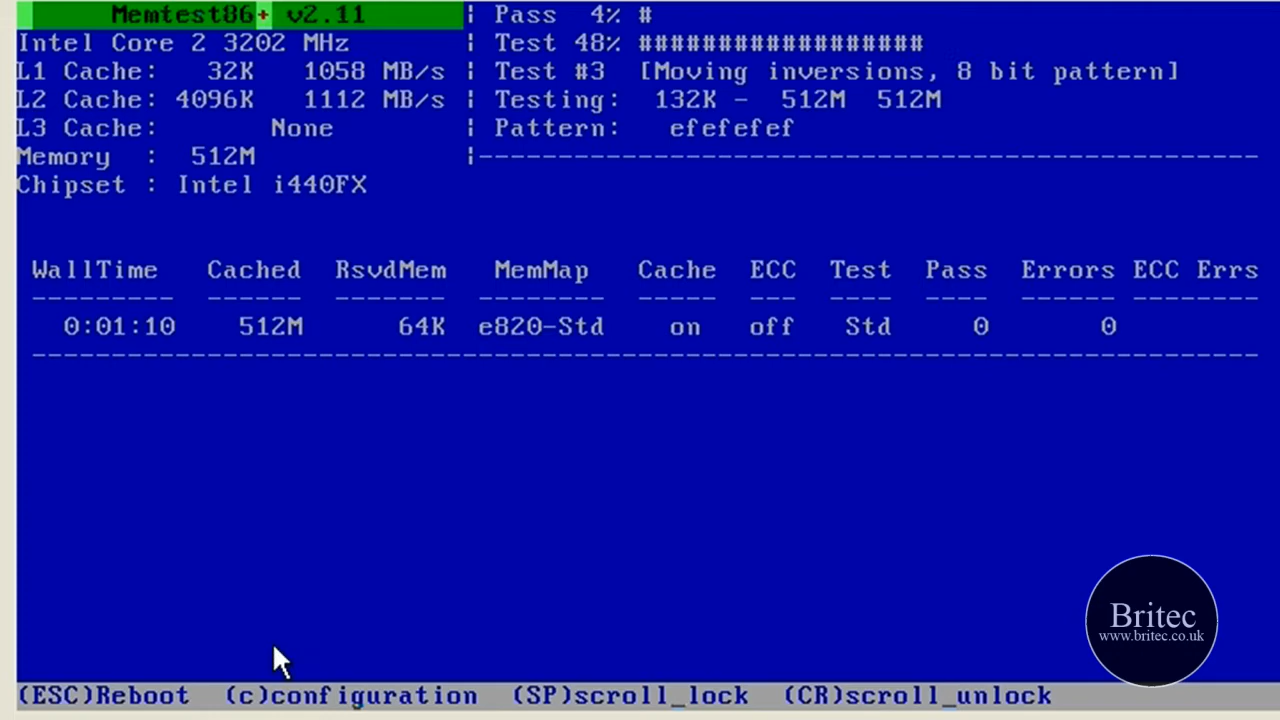 Memtest86+ v2.11 | Pass 4% #
Intel Core 2 3202 MHz | Test 48% ##################
L1 Cache: 32K 1058 MB/s | Test #3 [Moving inversions, 8 bit pattern]
L2 Cache: 4096K 1112 MB/s | Testing: 132K - 512M 512M
L3 Cache: None | Pattern: efefefef
Memory : 512M |-------------------------------------------------
Chipset : Intel i440FX
WallTime Cached RsvdMem MemMap Cache ECC Test Pass Errors ECC Errs
--------- ------ ------- -------- ----- --- ---- ---- ------ --------
0:01:10 512M 64K e820-Std on off Std 0 0
-----------------------------------------------------------------------------
Britec
www.britec.co.uk
(ESC)Reboot (c)configuration (SP)scroll_lock (CR)scroll_unlock